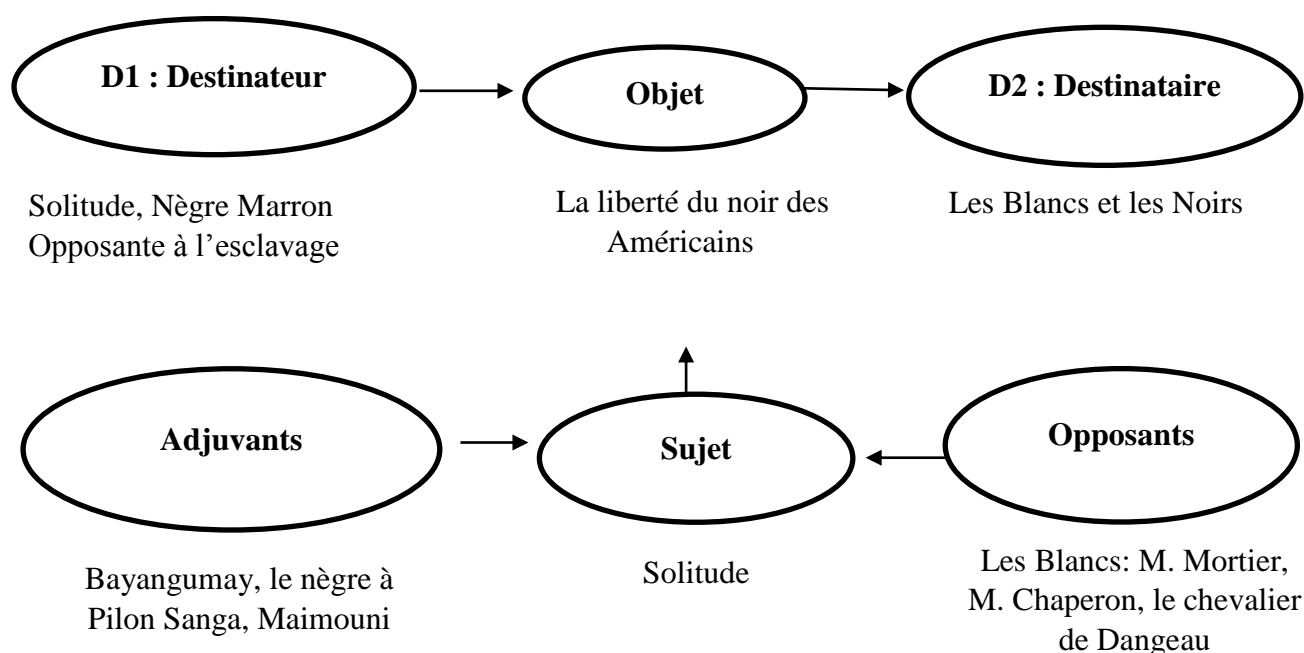 D1 : Destinateur
Objet
D2 : Destinataire
Solitude, Nègre Marron
Opposante à l’esclavage
La liberté du noir des
Américains
Les Blancs et les Noirs
Adjuvants
Sujet
Opposants
Bayangumay, le nègre à
Pilon Sanga, Maimouni
Solitude
Les Blancs: M. Mortier,
M. Chaperon, le chevalier
de Dangeau